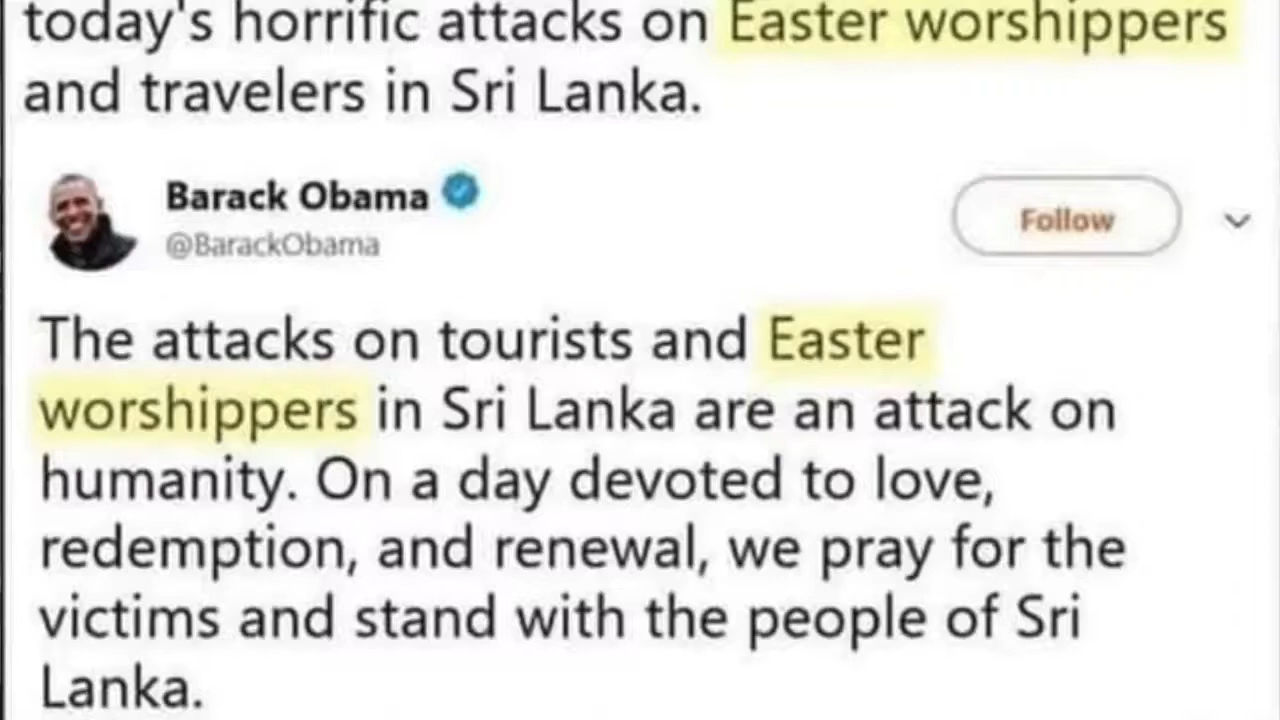 today's horrific attacks on Easter worshippers
and travelers in Sri Lanka.
Barack Obama
@BarackObama
Follow
The attacks on tourists and Easter
worshippers in Sri Lanka are an attack on
humanity. On a day devoted to love,
redemption, and renewal, we pray for the
victims and stand with the people of Sri
Lanka.